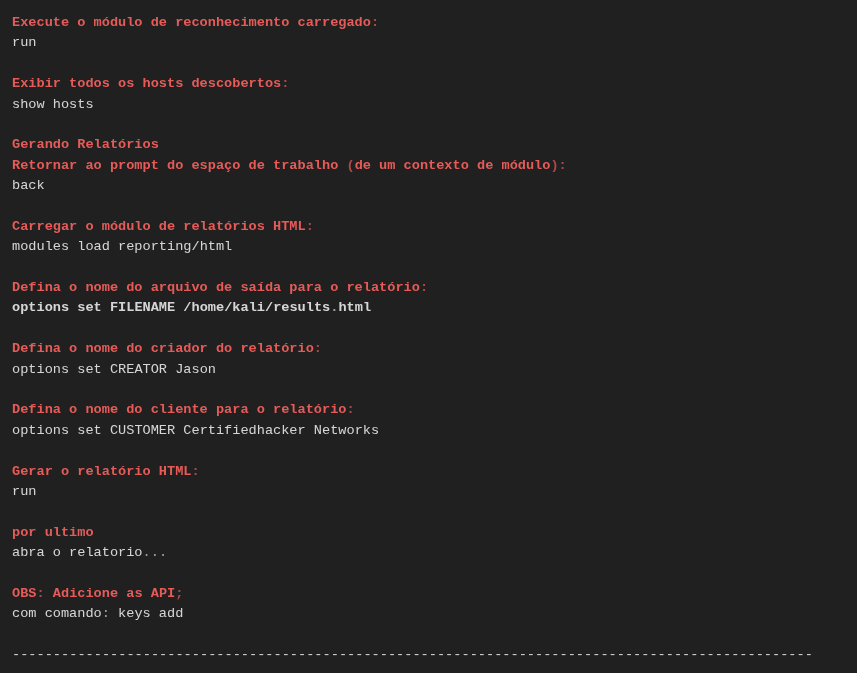 Execute o módulo de reconhecimento carregado:
run
Exibir todos os hosts descobertos:
show hosts
Gerando Relatórios
Retornar ao prompt do espaço de trabalho (de um contexto de módulo):
back
Carregar o módulo de relatórios HTML:
modules load reporting/html
Defina o nome do arquivo de saída para o relatório:
options set FILENAME /home/kali/results.html
Defina o nome do criador do relatório:
options set CREATOR Jason
Defina o nome do cliente para o relatório:
options set CUSTOMER Certifiedhacker Networks
Gerar o relatório HTML:
run
por ultimo
abra o relatorio...
OBS: Adicione as API;
com comando: keys add
--------------------------------------------------------------------------------------------------